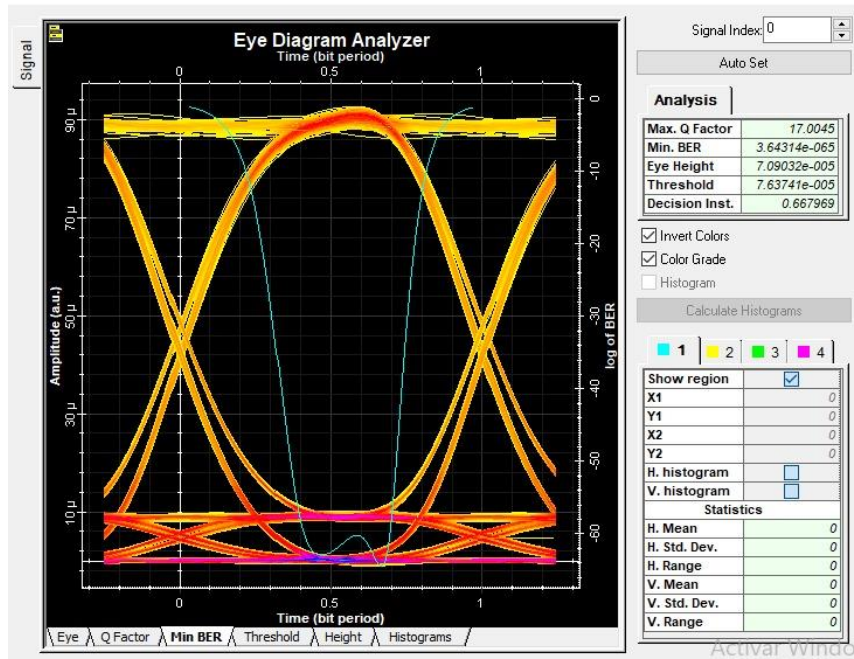 Signal
Eye Diagram Analyzer
Time (bit period)
0 0.5 1
Amplitude (a.u.)
90 µ
70 µ
50 µ
30 µ
10 µ
0
-10
-20
-30
-40
-50
-60
log of BER
0 0.5 1
Time (bit period)
Eye Q Factor Min BER Threshold Height Histograms
Signal Index: 0
Auto Set
Analysis
Max. Q Factor 17.0045
Min. BER 3.64314e-065
Eye Height 7.09032e-005
Threshold 7.63741e-005
Decision Inst. 0.667969
Invert Colors
Color Grade
Histogram
Calculate Histograms
1 2 3 4
Show region
X1 0
Y1 0
X2 0
Y2 0
H. histogram
V. histogram
Statistics
H. Mean 0
H. Std. Dev. 0
H. Range 0
V. Mean 0
V. Std. Dev. 0
V. Range 0
Activar Windo